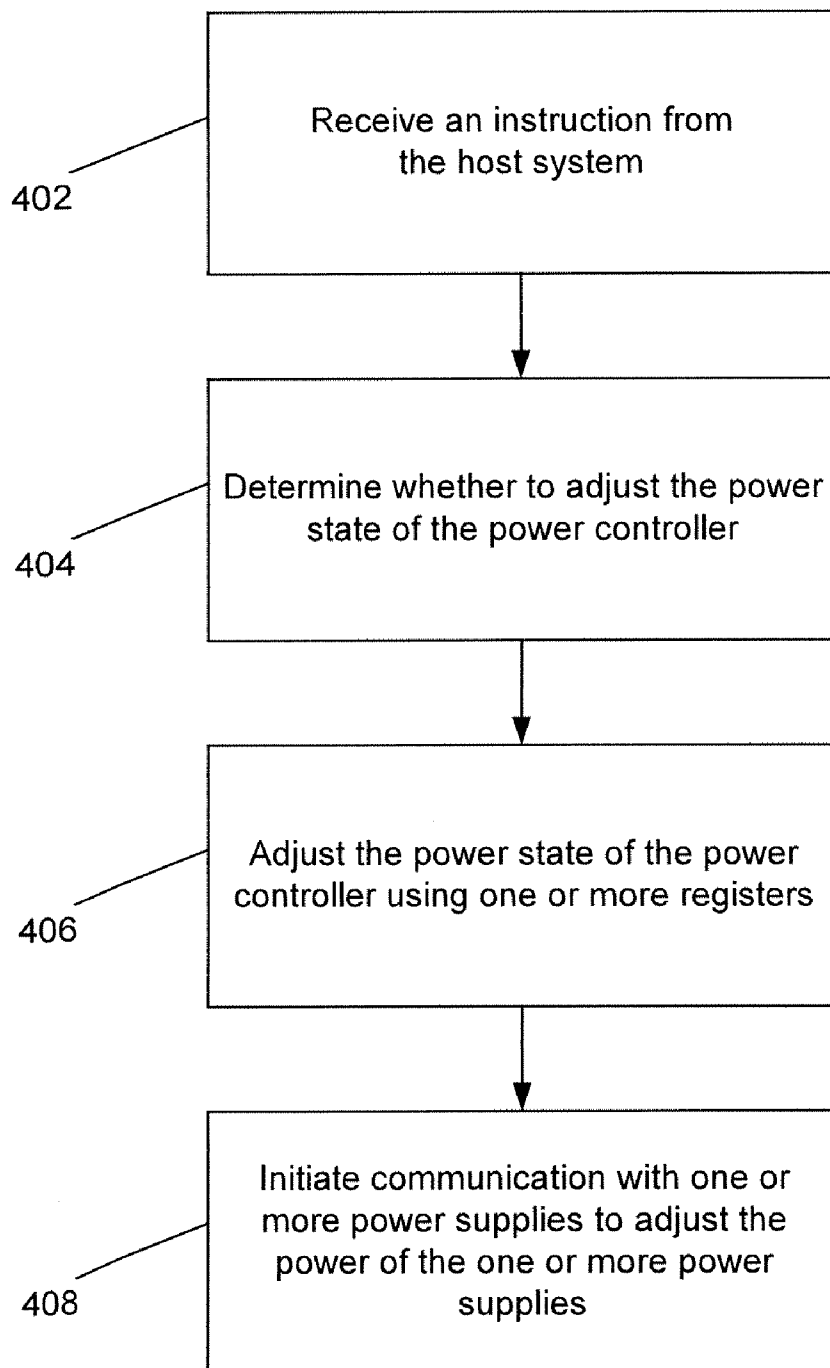 Receive an instruction from
the host system
402
Determine whether to adjust the power
state of the power controller
404
Adjust the power state of the power
controller using one or more registers
406
Initiate communication with one or
more power supplies to adjust the
power of the one or more power
supplies
408